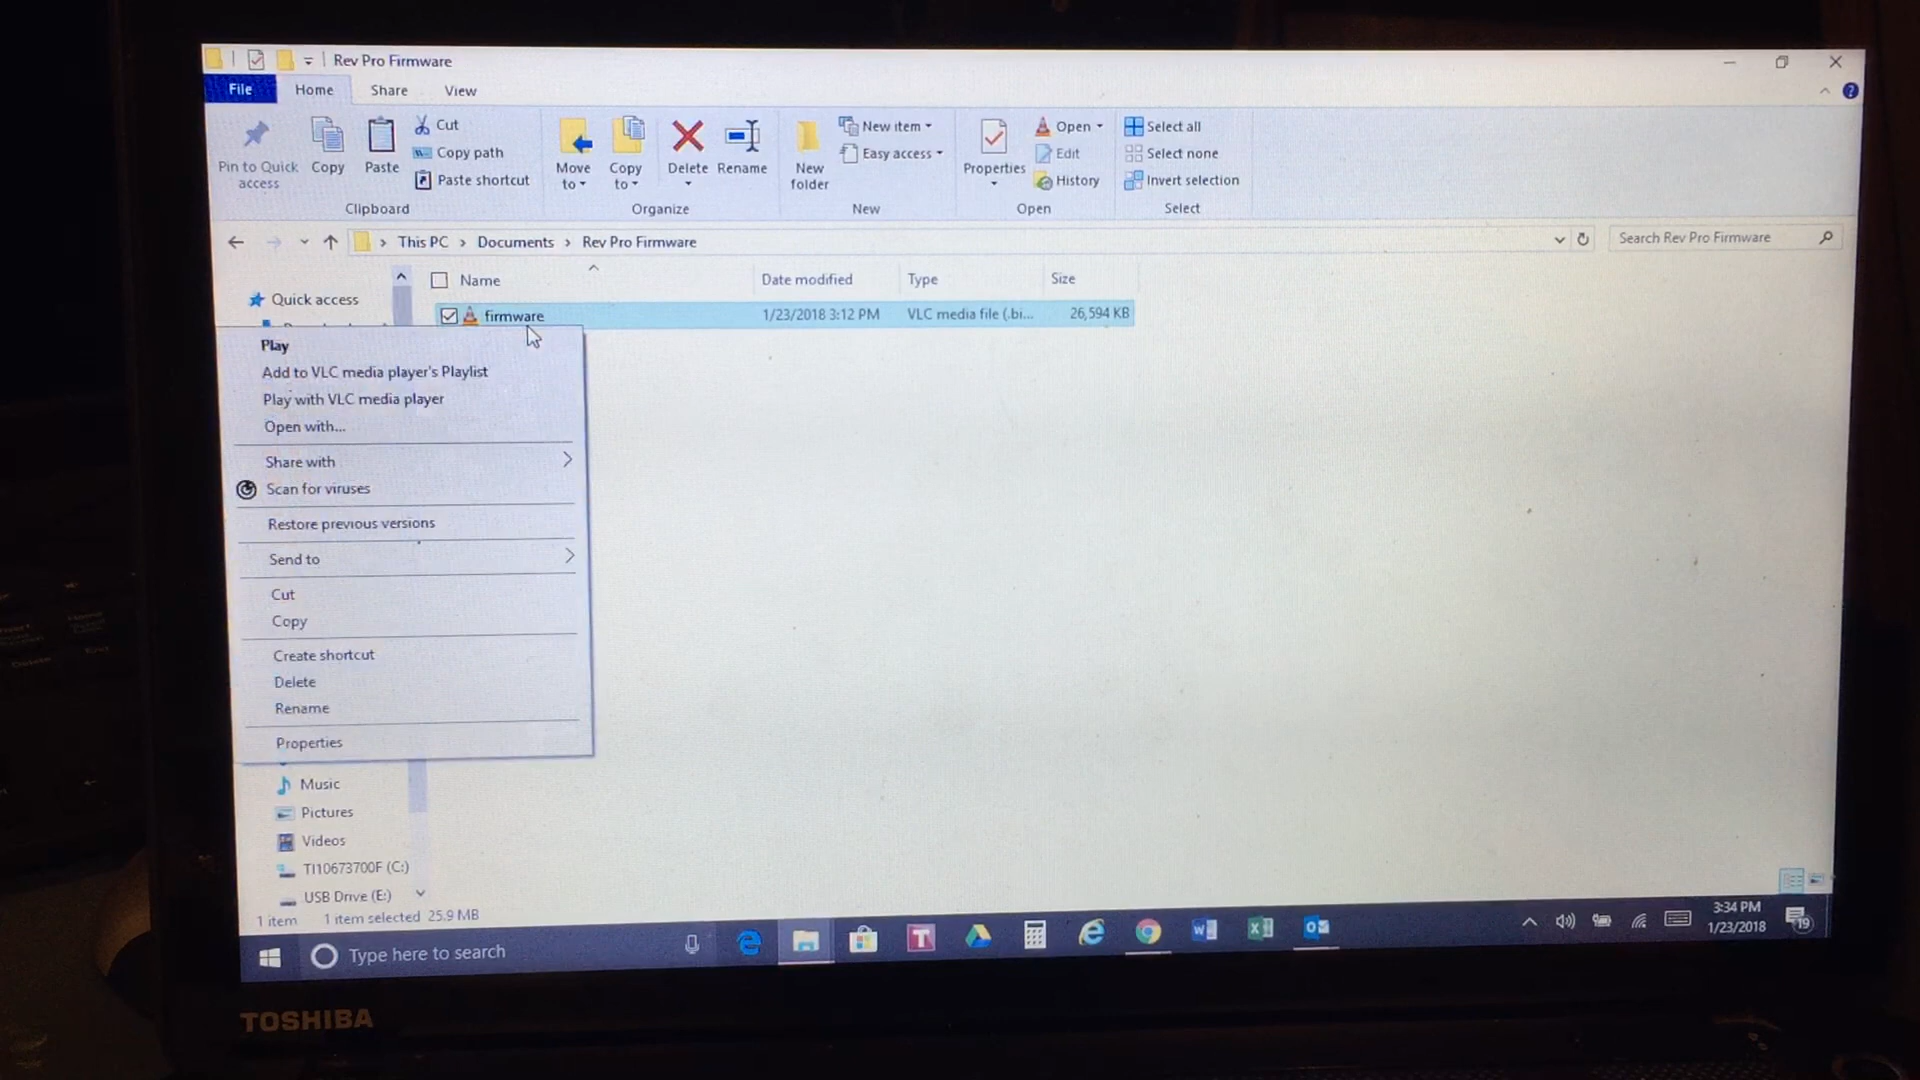 Rev Pro Firmware
File Home Share View
Pin to Quick access
Copy
Paste
Cut
Copy path
Paste shortcut
Clipboard
Move to
Copy to
Delete
Rename
Organize
New folder
New item
Easy access
New
Properties
Open
Edit
History
Open
Select all
Select none
Invert selection
Select
This PC > Documents > Rev Pro Firmware
Search Rev Pro Firmware
Name Date modified Type Size
Quick access
firmware 1/23/2018 3:12 PM VLC media file (.bi... 26,594 KB
Play
Add to VLC media player's Playlist
Play with VLC media player
Open with...
Share with
Scan for viruses
Restore previous versions
Send to
Cut
Copy
Create shortcut
Delete
Rename
Properties
Music
Pictures
Videos
TI10673700F (C:)
USB Drive (E:)
1 item 1 item selected 25.9 MB
Type here to search
3:34 PM
1/23/2018
19
TOSHIBA